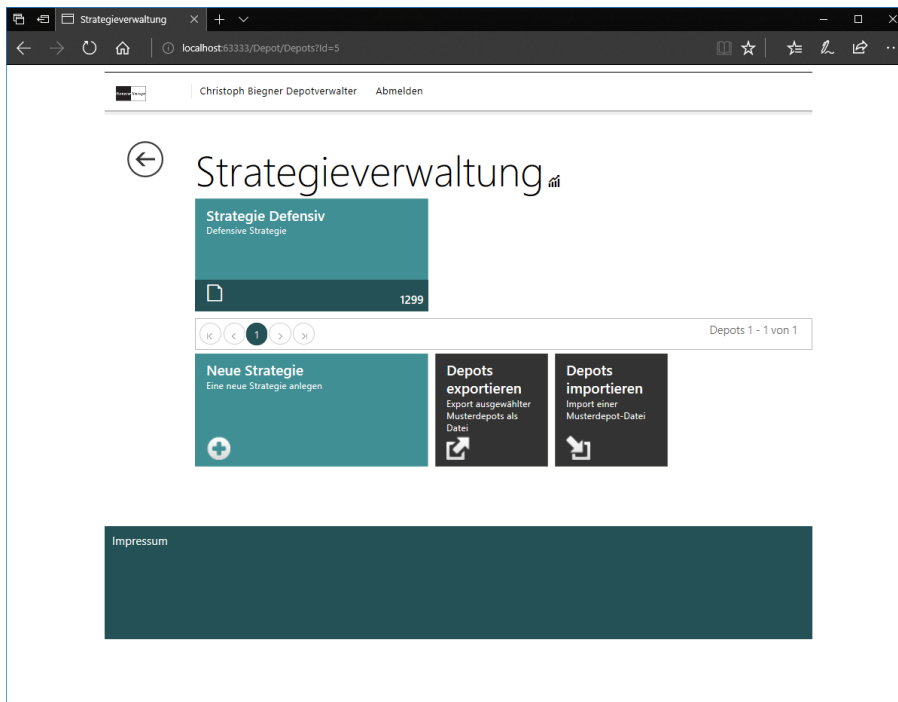 Strategieverwaltung
localhost:63333/Depot/Depots?Id=5
Christoph Biegner Depotverwalter Abmelden
Strategieverwaltung
Strategie Defensiv
Defensive Strategie
1299
1
Depots 1 - 1 von 1
Neue Strategie
Eine neue Strategie anlegen
Depots
exportieren
Export ausgewählter
Musterdepots als
Datei
Depots
importieren
Import einer
Musterdepot-Datei
Impressum